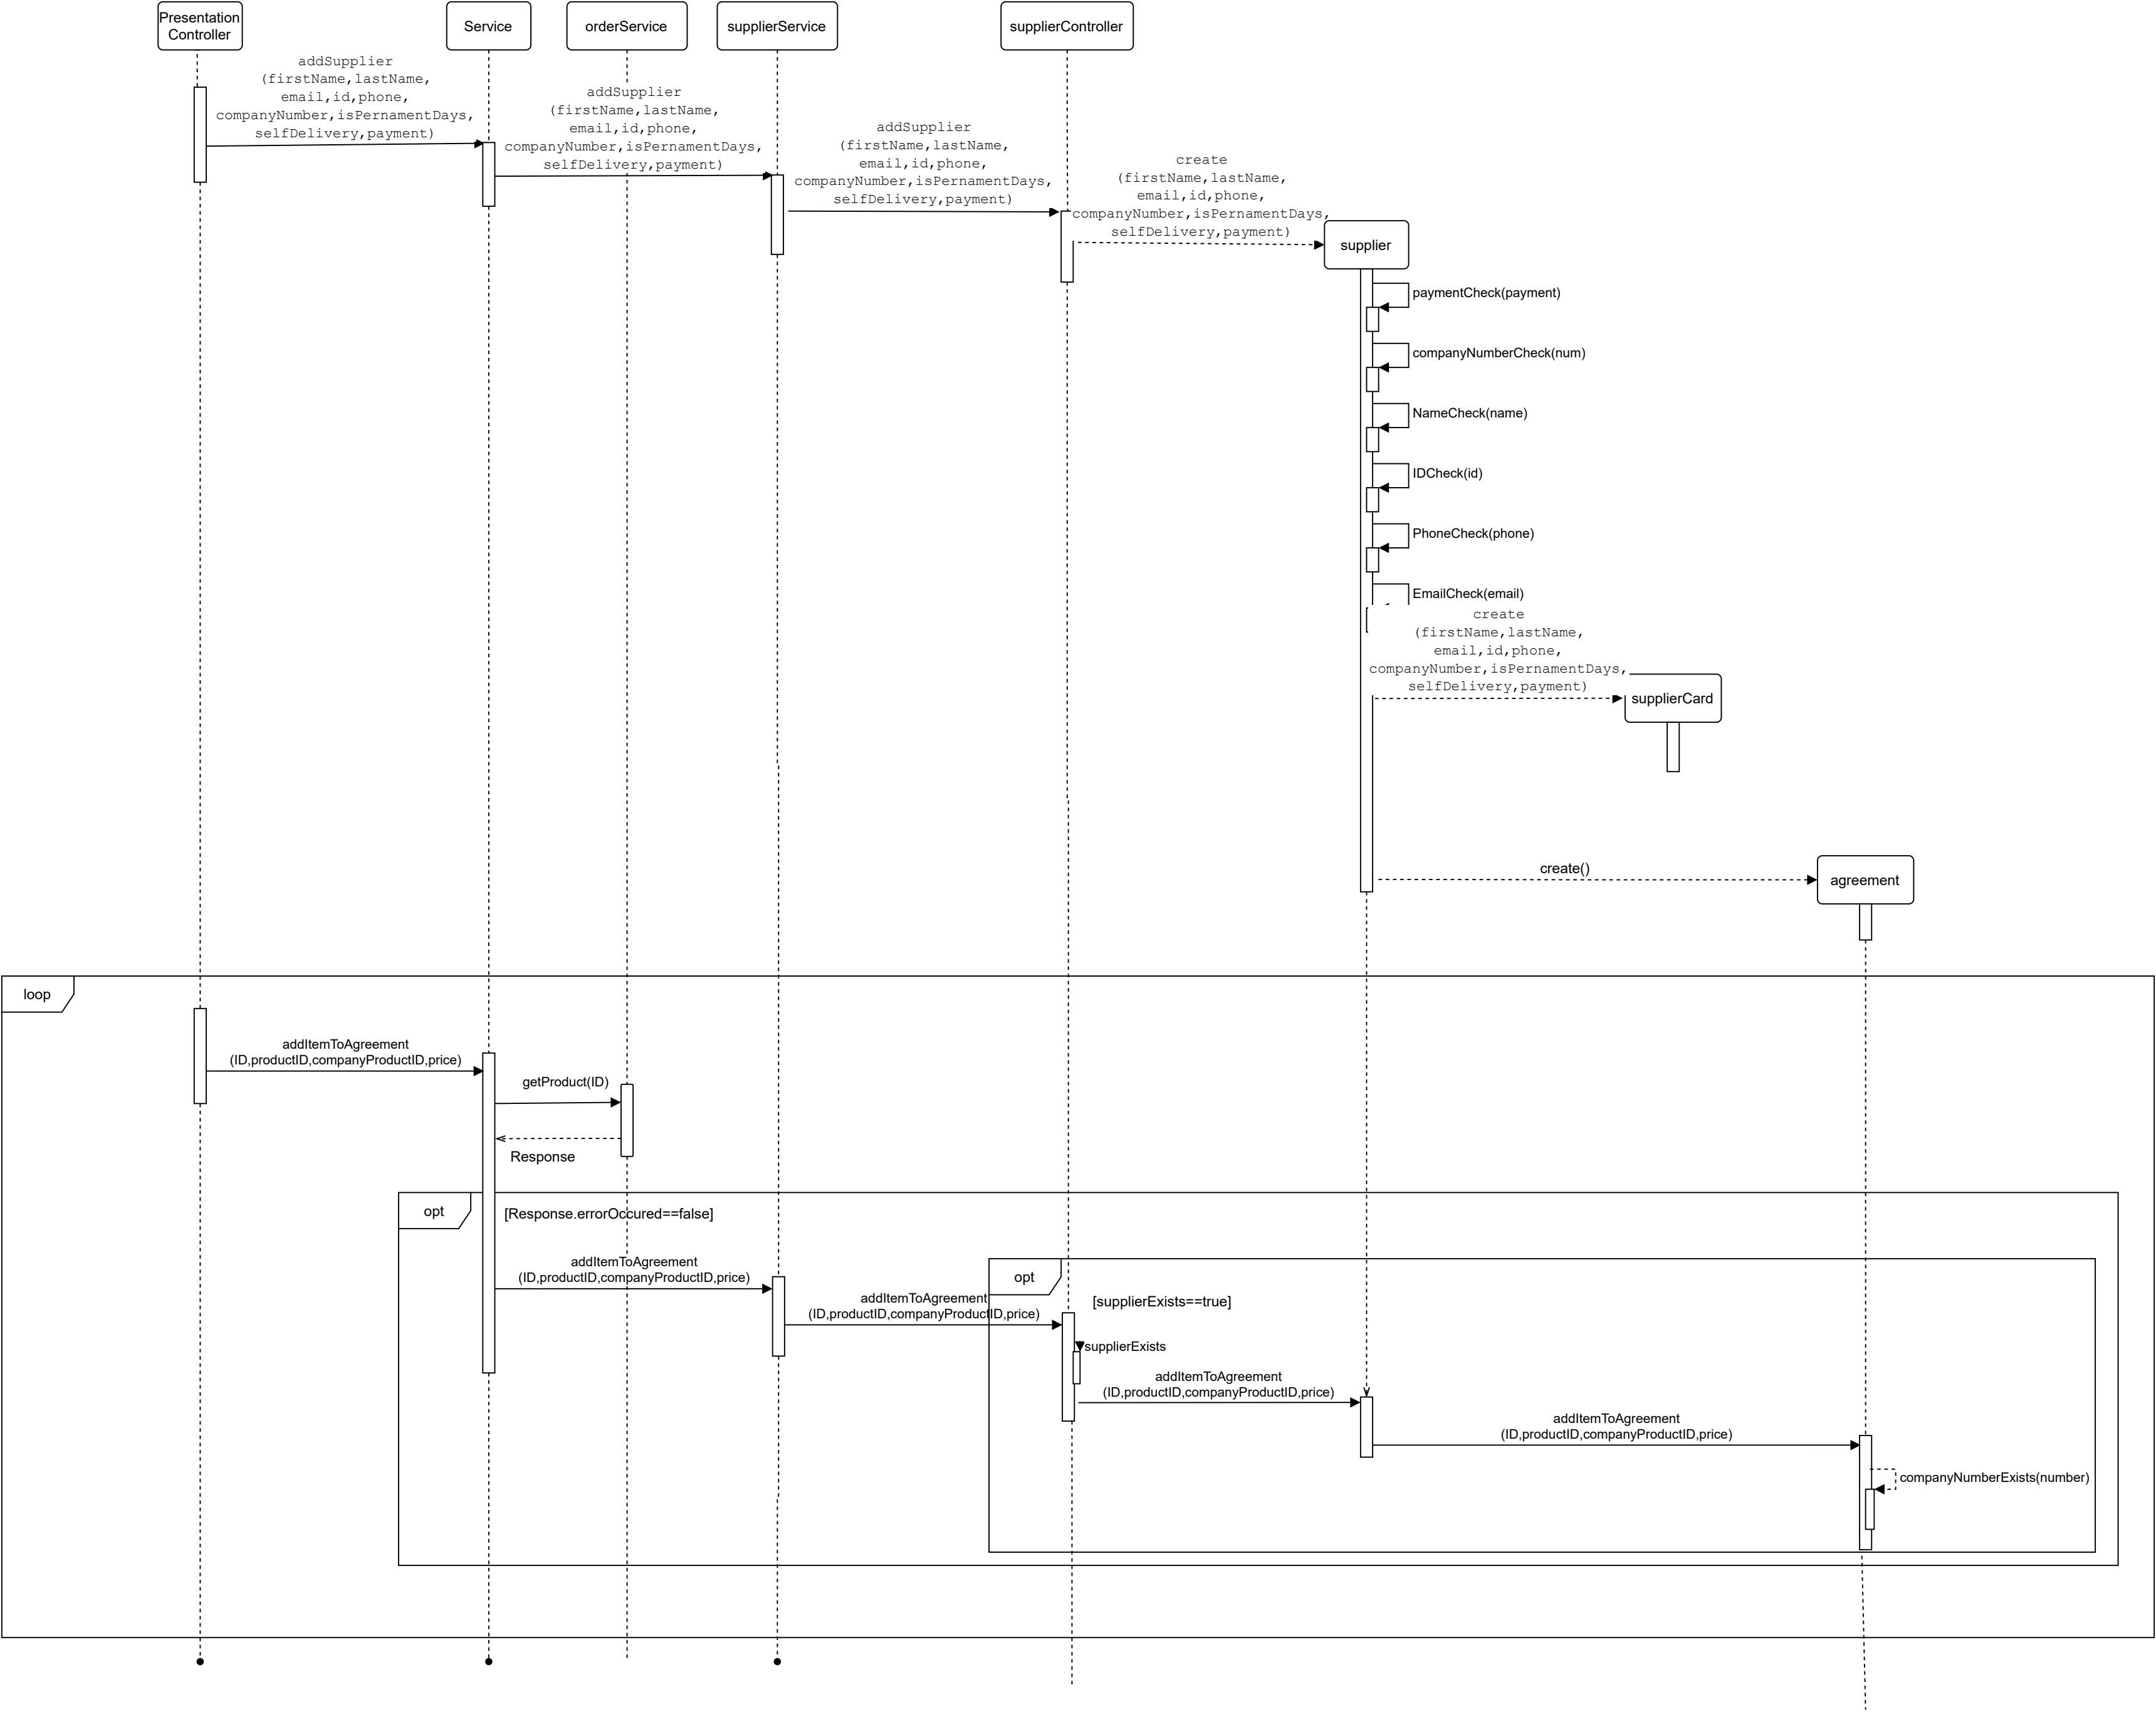 Presentation
Controller
Service
orderService
supplierService
supplierController
addSupplier
(firstName,lastName,
email,id,phone,
companyNumber,isPernamentDays,
selfDelivery,payment)
addSupplier
(firstName,lastName,
email,id,phone,
companyNumber,isPernamentDays,
selfDelivery,payment)
addSupplier
(firstName,lastName,
email,id,phone,
companyNumber,isPernamentDays,
selfDelivery,payment)
create
(firstName,lastName,
email,id,phone,
companyNumber,isPernamentDays,
selfDelivery,payment)
supplier
paymentCheck(payment)
companyNumberCheck(num)
NameCheck(name)
IDCheck(id)
PhoneCheck(phone)
EmailCheck(email)
create
(firstName,lastName,
email,id,phone,
companyNumber,isPernamentDays,
selfDelivery,payment)
supplierCard
create()
agreement
loop
addItemToAgreement
(ID,productID,companyProductID,price)
getProduct(ID)
Response
opt
[Response.errorOccured==false]
addItemToAgreement
(ID,productID,companyProductID,price)
opt
addItemToAgreement
(ID,productID,companyProductID,price)
[supplierExists==true]
supplierExists
addItemToAgreement
(ID,productID,companyProductID,price)
addItemToAgreement
(ID,productID,companyProductID,price)
companyNumberExists(number)